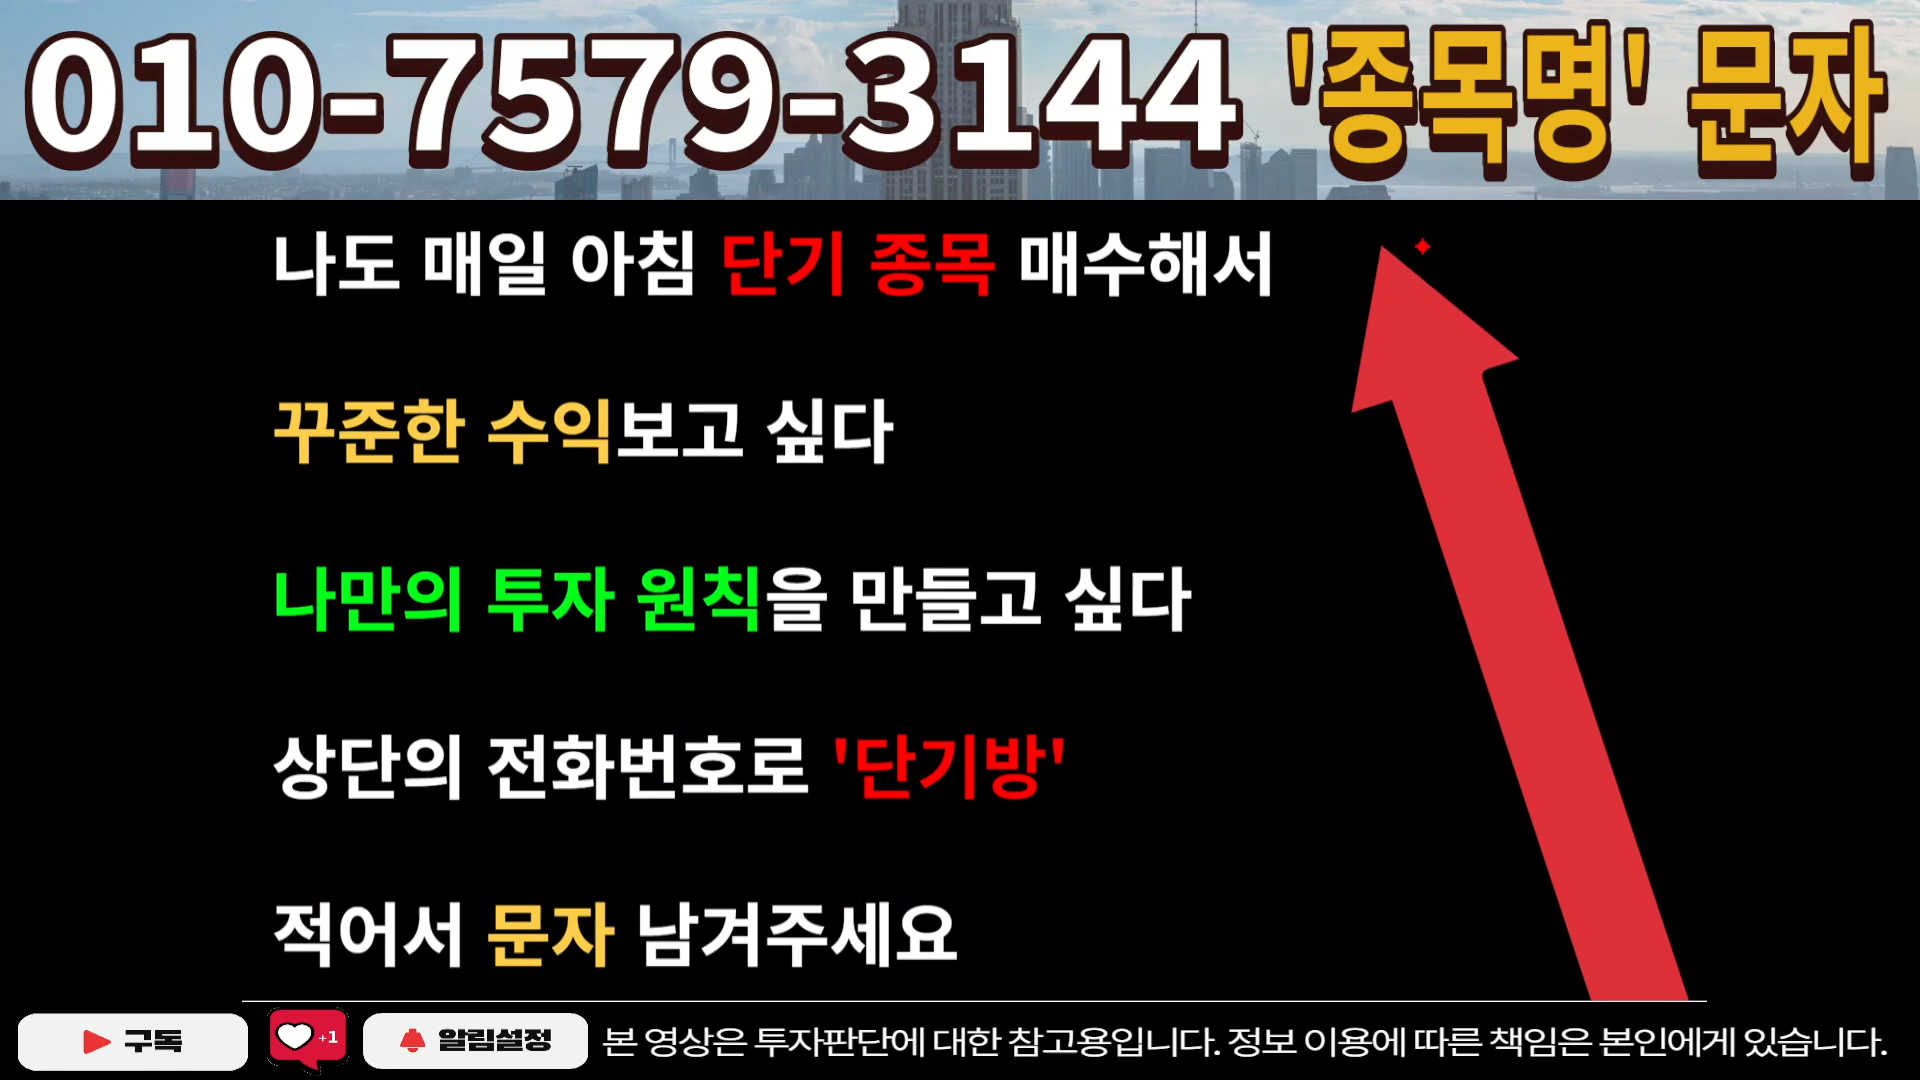 010-7579-3144 '종목명' 문자
나도 매일 아침 단기 종목 매수해서
꾸준한 수익보고 싶다
나만의 투자 원칙을 만들고 싶다
상단의 전화번호로 '단기방'
적어서 문자 남겨주세요
구독 +1 알림설정 본 영상은 투자판단에 대한 참고용입니다. 정보 이용에 따른 책임은 본인에게 있습니다.